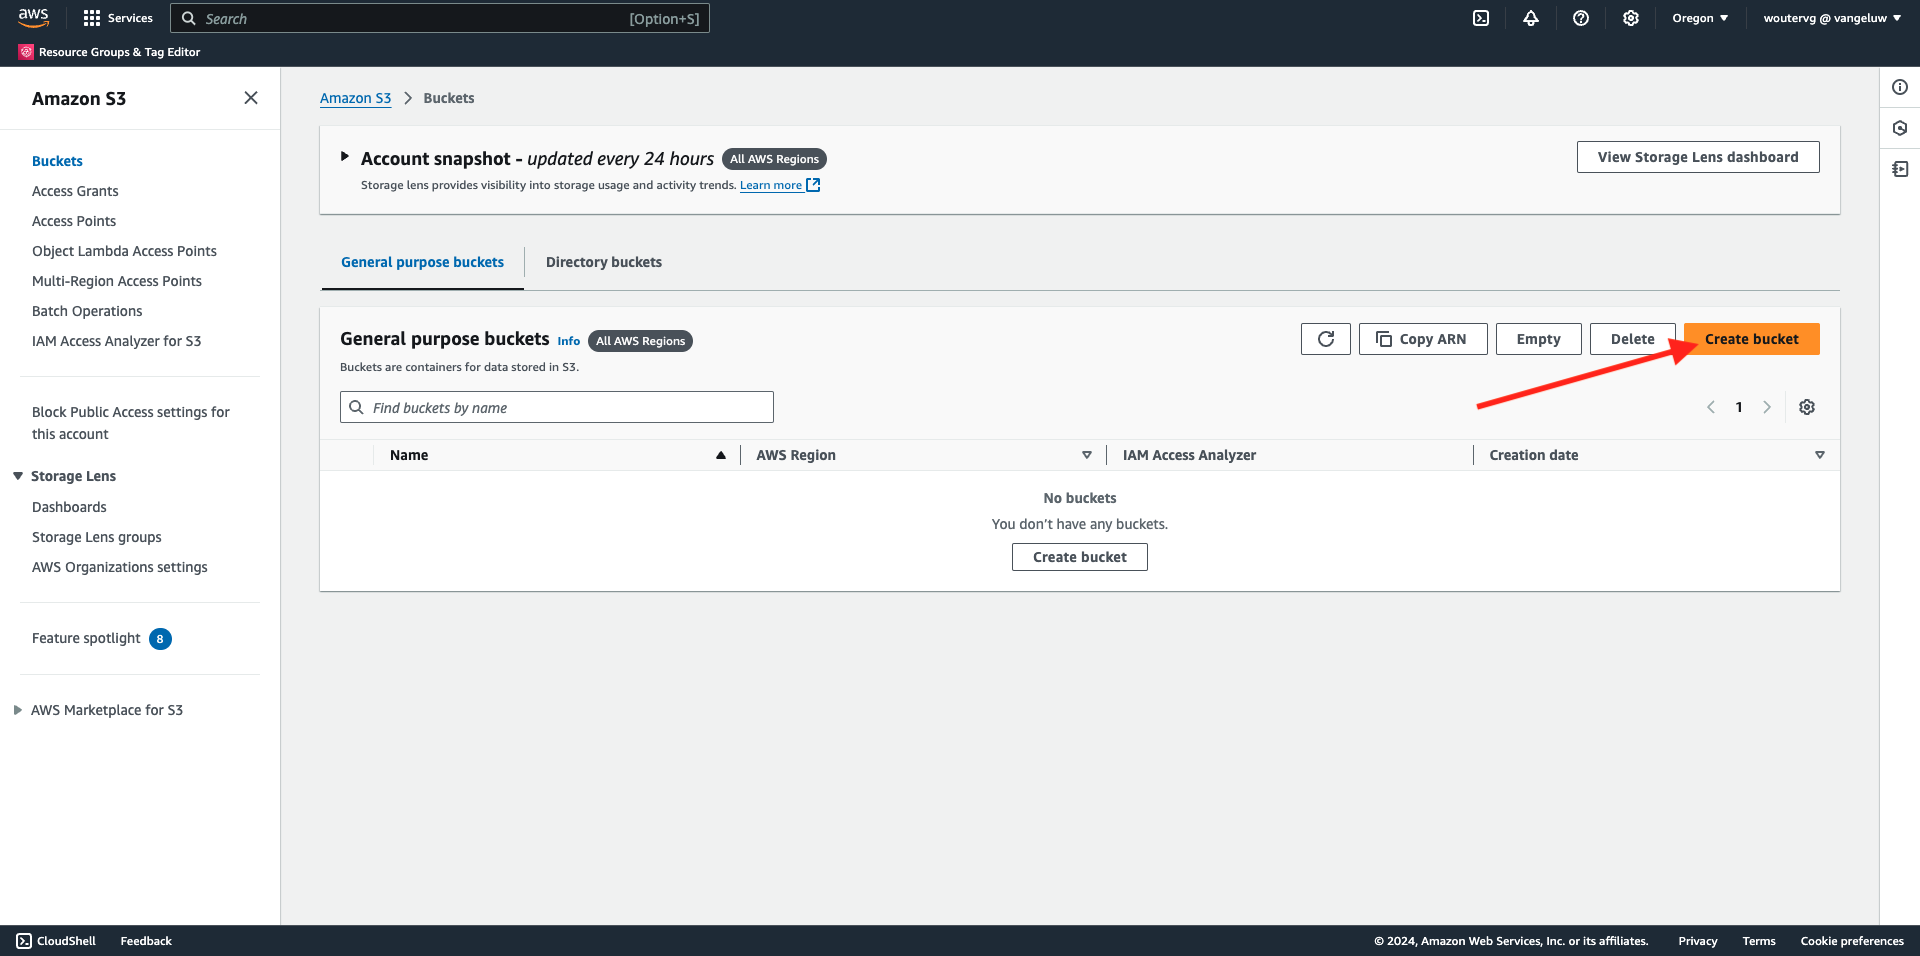 aws
Services
Search
[Option+S]
Oregon
woutervg @ vangeluw
Resource Groups & Tag Editor
Amazon S3
Buckets
Access Grants
Access Points
Object Lambda Access Points
Multi-Region Access Points
Batch Operations
IAM Access Analyzer for S3
Block Public Access settings for
this account
Storage Lens
Dashboards
Storage Lens groups
AWS Organizations settings
Feature spotlight 8
AWS Marketplace for S3
Amazon S3 > Buckets
Account snapshot - updated every 24 hours All AWS Regions
Storage lens provides visibility into storage usage and activity trends. Learn more
View Storage Lens dashboard
General purpose buckets
Directory buckets
General purpose buckets Info All AWS Regions
Buckets are containers for data stored in S3.
Copy ARN
Empty
Delete
Create bucket
Find buckets by name
1
Name
AWS Region
IAM Access Analyzer
Creation date
No buckets
You don’t have any buckets.
Create bucket
CloudShell
Feedback
© 2024, Amazon Web Services, Inc. or its affiliates.
Privacy
Terms
Cookie preferences